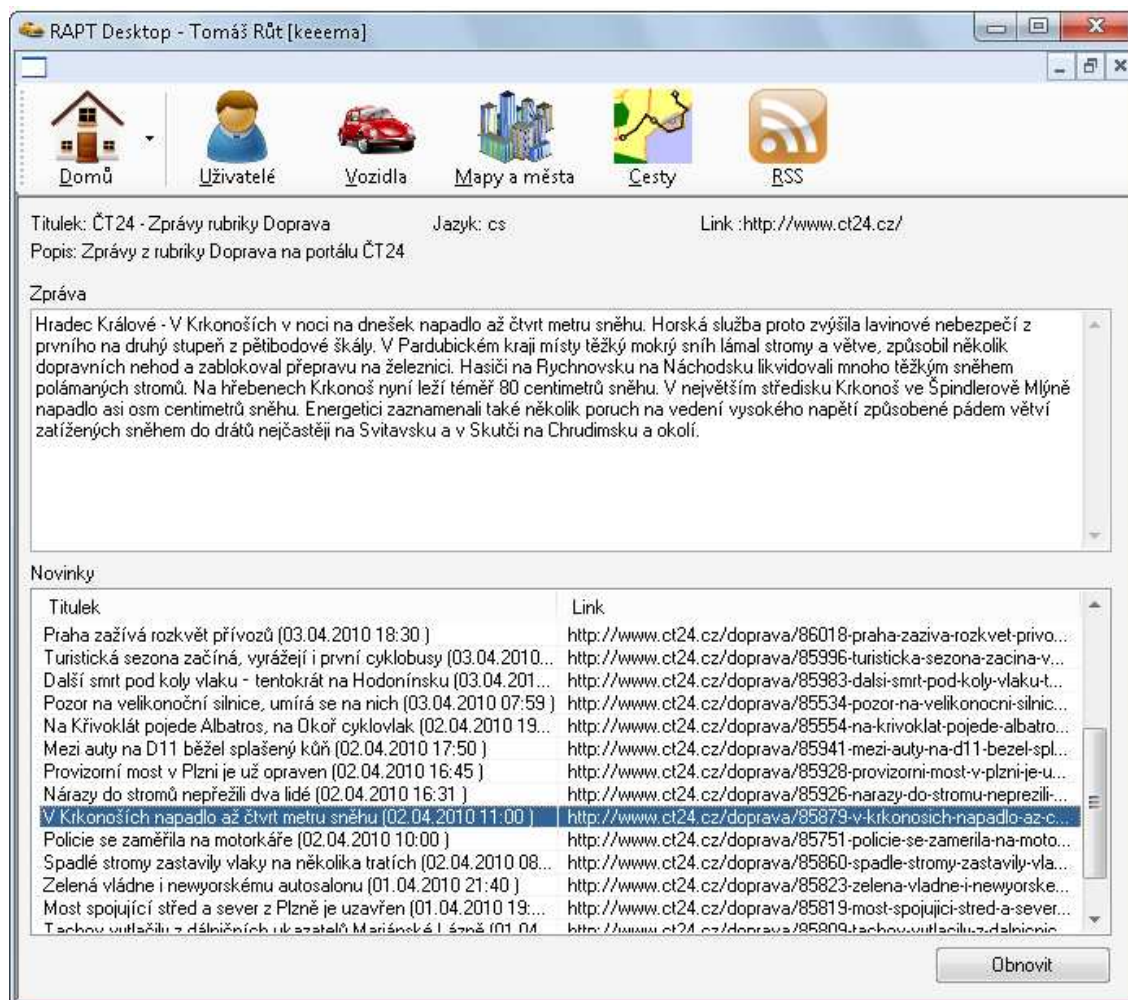 RAPT Desktop - Tomáš Růt [keeema]
Domů Uživatelé Vozidla Mapy a města Cesty RSS
Titulek: ČT24 - Zprávy rubriky Doprava Jazyk: cs Link :http://www.ct24.cz/
Popis: Zprávy z rubriky Doprava na portálu ČT24
Zpráva
Hradec Králové - V Krkonoších v noci na dnešek napadlo až čtvrt metru sněhu. Horská služba proto zvýšila lavinové nebezpečí z
prvního na druhý stupeň z pětibodové škály. V Pardubickém kraji místy těžký mokrý sníh lámal stromy a větve, způsobil několik
dopravních nehod a zablokoval přepravu na železnici. Hasiči na Rychnovsku na Náchodsku likvidovali mnoho těžkým sněhem
polámaných stromů. Na hřebenech Krkonoš nyní leží téměř 80 centimetrů sněhu. V největším středisku Krkonoš ve Špindlerově Mlýně
napadlo asi osm centimetrů sněhu. Energetici zaznamenali také několik poruch na vedení vysokého napětí způsobené pádem větví
zatížených sněhem do drátů nejčastěji na Svitavsku a v Skutči na Chrudimsku a okolí.
Novinky
Titulek Link
Praha zažívá rozkvět přívozů (03.04.2010 18:30 ) http://www.ct24.cz/doprava/86018-praha-zaziva-rozkvet-privo...
Turistická sezona začíná, vyrážejí i první cyklobusy (03.04.2010... http://www.ct24.cz/doprava/85996-turisticka-sezona-zacina-v...
Další smrt pod koly vlaku - tentokrát na Hodonínsku (03.04.201... http://www.ct24.cz/doprava/85983-dalsi-smrt-pod-koly-vlaku-t...
Pozor na velikonoční silnice, umírá se na nich (03.04.2010 07:59 ) http://www.ct24.cz/doprava/85534-pozor-na-velikonocni-silnic...
Na Křivoklát pojede Albatros, na Okoř cyklovlak (02.04.2010 19... http://www.ct24.cz/doprava/85554-na-krivoklat-pojede-albatro...
Mezi auty na D11 běžel splašený kůň (02.04.2010 17:50 ) http://www.ct24.cz/doprava/85941-mezi-auty-na-d11-bezel-spl...
Provizorní most v Plzni je už opraven (02.04.2010 16:45 ) http://www.ct24.cz/doprava/85928-provizorni-most-v-plzni-je-u...
Nárazy do stromů nepřežili dva lidé (02.04.2010 16:31 ) http://www.ct24.cz/doprava/85926-narazy-do-stromu-neprezili-...
V Krkonoších napadlo až čtvrt metru sněhu (02.04.2010 11:00 ) http://www.ct24.cz/doprava/85879-v-krkonosich-napadlo-az-c...
Policie se zaměřila na motorkáře (02.04.2010 10:00 ) http://www.ct24.cz/doprava/85751-policie-se-zamerila-na-moto...
Spadlé stromy zastavily vlaky na několika tratích (02.04.2010 08... http://www.ct24.cz/doprava/85860-spadle-stromy-zastavily-vla...
Zelená vládne i newyorskému autosalonu (01.04.2010 21:40 ) http://www.ct24.cz/doprava/85823-zelena-vladne-i-newyorske...
Most spojující střed a sever z Plzně je uzavřen (01.04.2010 19:... http://www.ct24.cz/doprava/85819-most-spojujici-stred-a-sever...
Tachov vytlačily z dálničních ukazatelů Mariánské Lázně (01.04... http://www.ct24.cz/doprava/85809-tachov-vytlacily-z-dalnicnic...
Obnovit